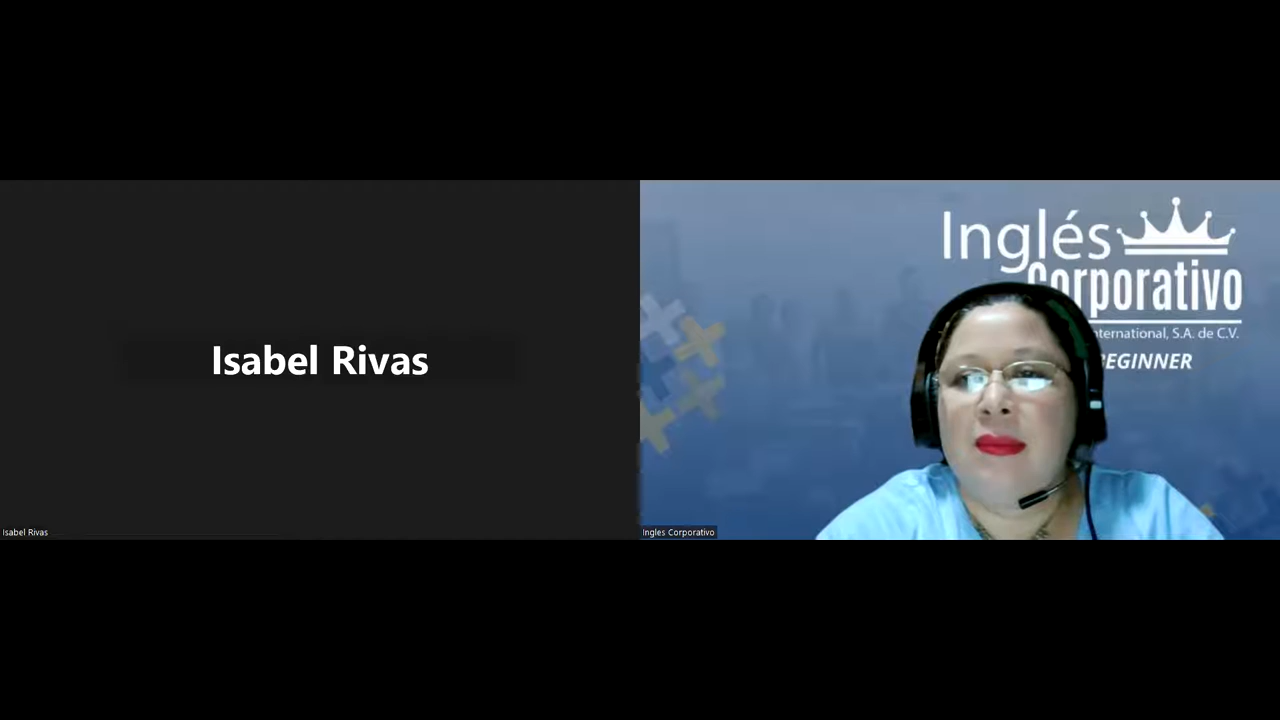 Isabel Rivas
Isabel Rivas
Inglés
Corporativo
International, S.A. de C.V.
BEGINNER
Ingles Corporativo